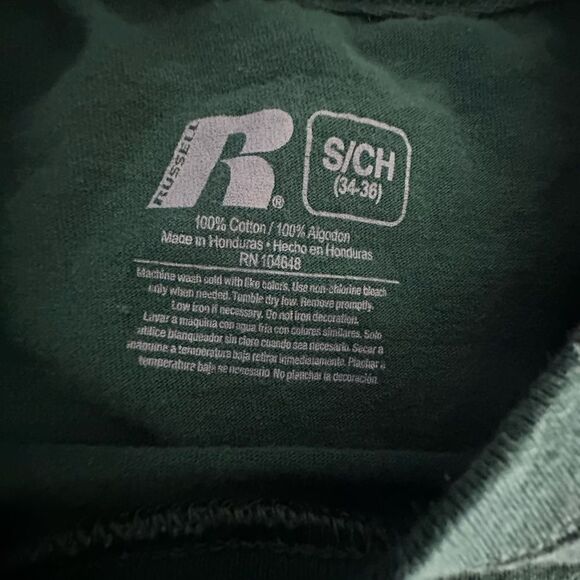 RUSSELL
R®
S/CH
(34-36)
100% Cotton / 100% Algodon
Made in Honduras • Hecho en Honduras
RN 104648
Machine wash cold with like colors. Use non-chlorine bleach
only when needed. Tumble dry low. Remove promptly.
Low iron if necessary. Do not iron decoration.
Lavar a maquina con agua fria con colores similares. Solo
utilice blanqueador sin cloro cuando sea necesario. Secar a
maquina a temperatura baja retirar inmediatamente. Planchar a
temperatura baja se necesario. No planchar la decoración.